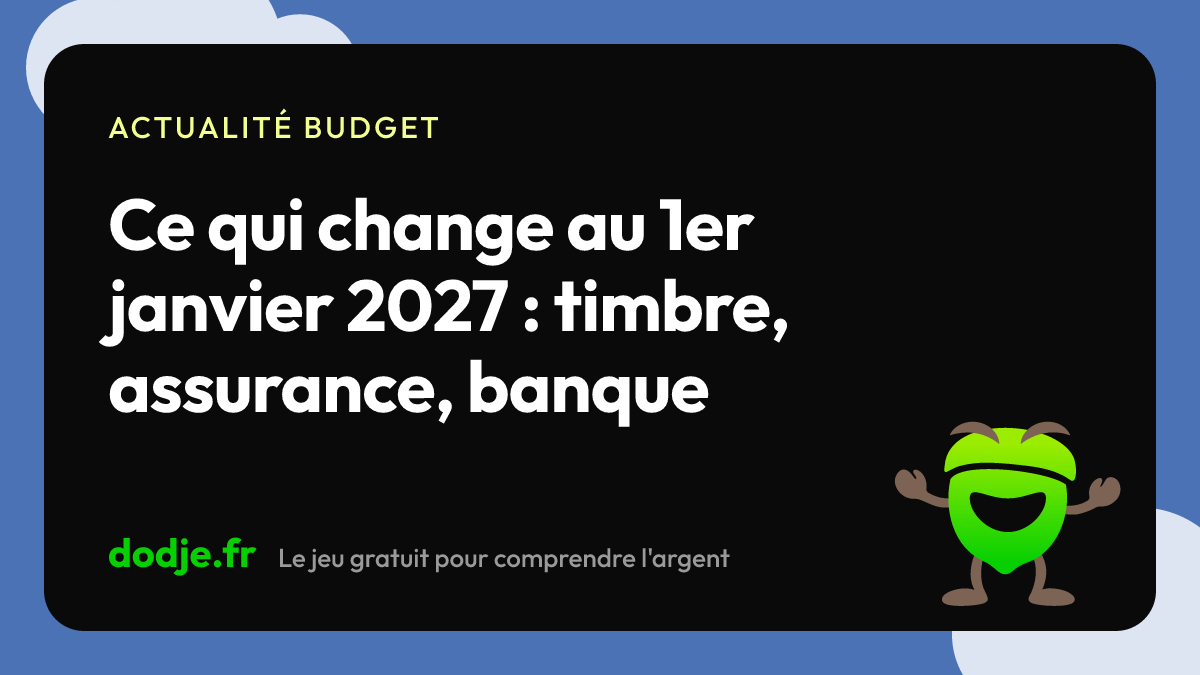 ACTUALITÉ BUDGET
Ce qui change au 1er
janvier 2027 : timbre,
assurance, banque
dodje.fr Le jeu gratuit pour comprendre l'argent